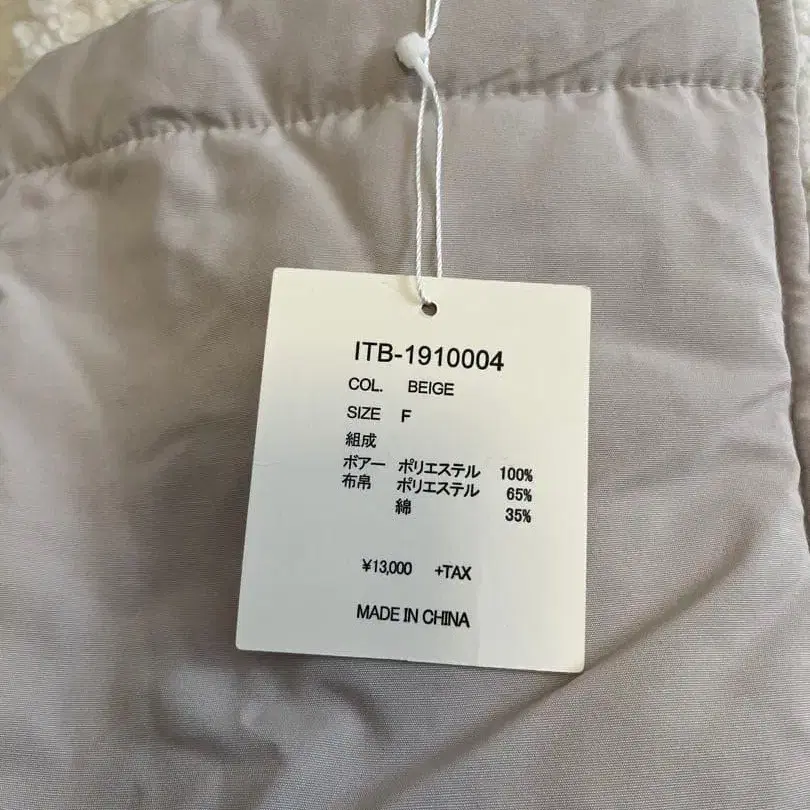 ITB-1910004
COL. BEIGE
SIZE F
組成
ボアー ポリエステル 100%
布帛 ポリエステル 65%
綿 35%
¥13,000 +TAX
MADE IN CHINA